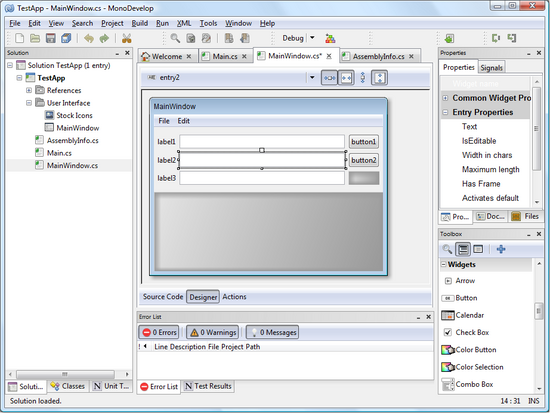 TestApp - MainWindow.cs - MonoDevelop
File Edit View Search Project Build Run XML Tools Window Help
Debug
Solution
Solution TestApp (1 entry)
TestApp
References
User Interface
Stock Icons
MainWindow
AssemblyInfo.cs
Main.cs
MainWindow.cs
Solut... Classes Unit T...
Welcome Main.cs MainWindow.cs* AssemblyInfo.cs
entry2
MainWindow
File Edit
label1 button1
label2 button2
label3
Source Code Designer Actions
Error List
0 Errors 0 Warnings 0 Messages
! Line Description File Project Path
Error List Test Results
Properties
Properties Signals
Common Widget Pro
Entry Properties
Text
IsEditable
Width in chars
Maximum length
Has Frame
Activates default
Pro... Doc... Files
Toolbox
Widgets
Arrow
Button
Calendar
Check Box
Color Button
Color Selection
Combo Box
Solution loaded.
14 : 31 INS